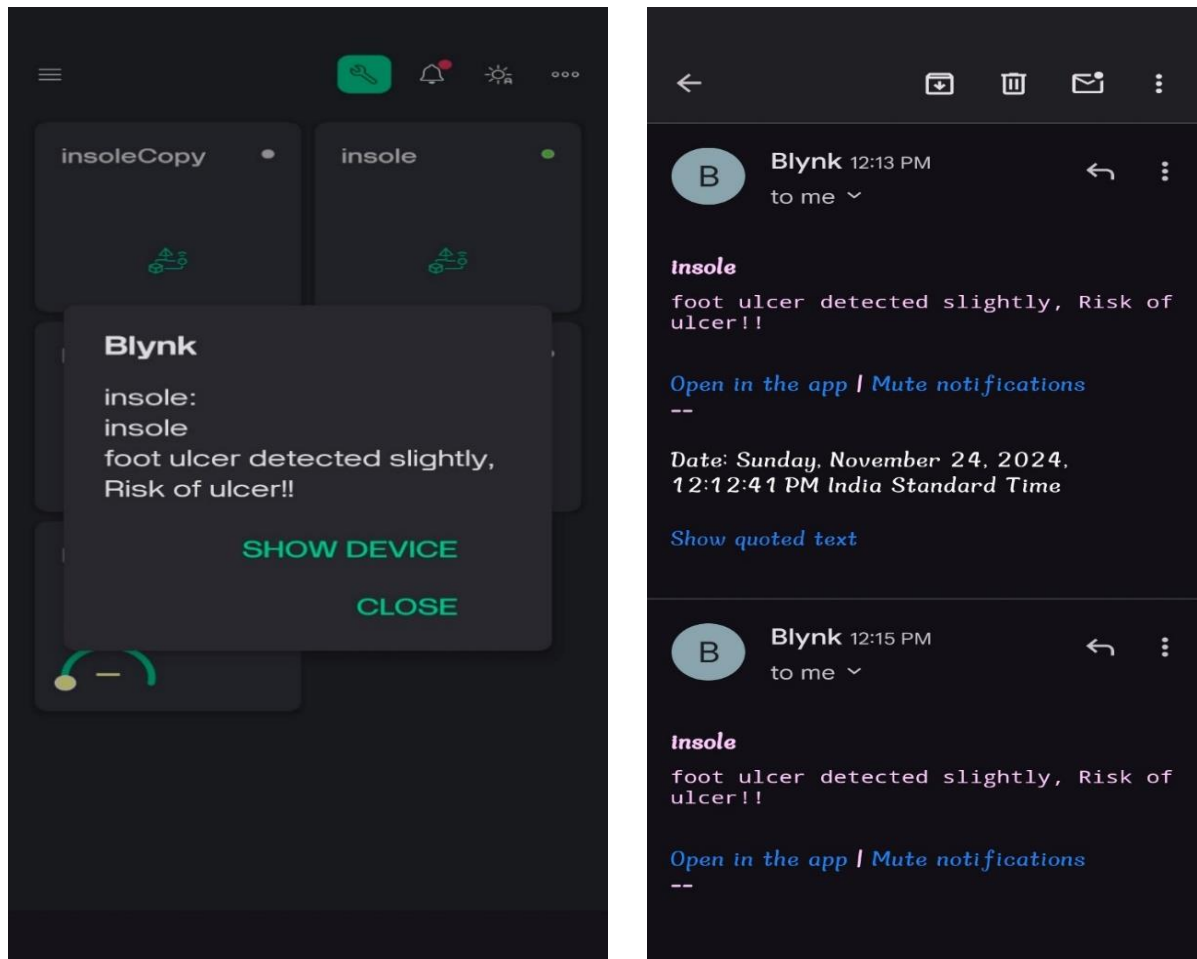 insoleCopy
insole
Blynk
insole:
insole
foot ulcer detected slightly,
Risk of ulcer!!
SHOW DEVICE
CLOSE
B
Blynk 12:13 PM
to me
insole
foot ulcer detected slightly, Risk of
ulcer!!
Open in the app | Mute notifications
--
Date: Sunday, November 24, 2024,
12:12:41 PM India Standard Time
Show quoted text
B
Blynk 12:15 PM
to me
insole
foot ulcer detected slightly, Risk of
ulcer!!
Open in the app | Mute notifications
--